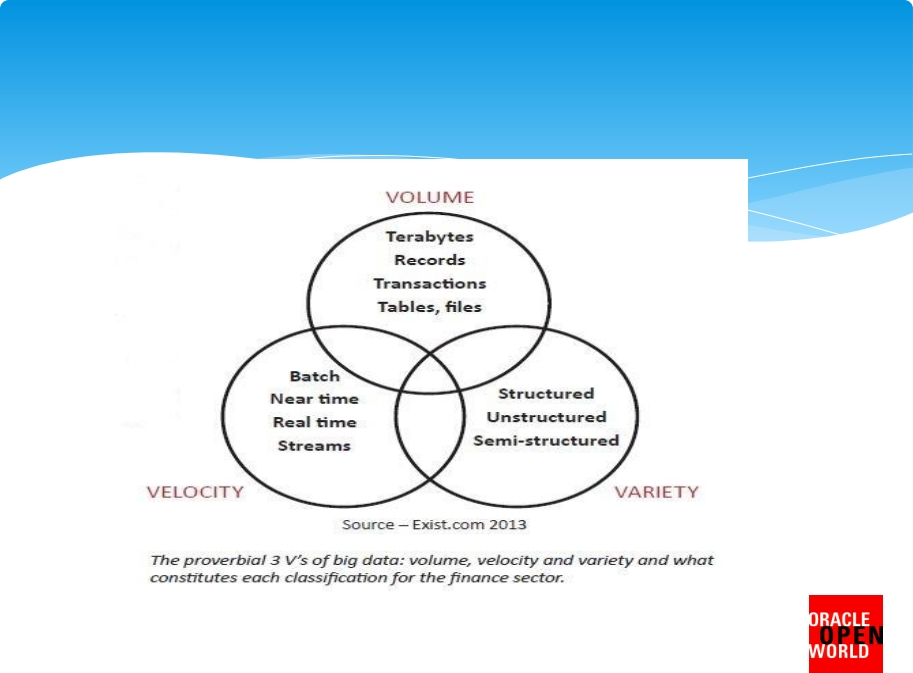 VOLUME
Terabytes
Records
Transactions
Tables, files
Batch
Near time
Real time
Streams
Structured
Unstructured
Semi-structured
VELOCITY
VARIETY
Source – Exist.com 2013
The proverbial 3 V's of big data: volume, velocity and variety and what
constitutes each classification for the finance sector.
ORACLE
OPEN
WORLD